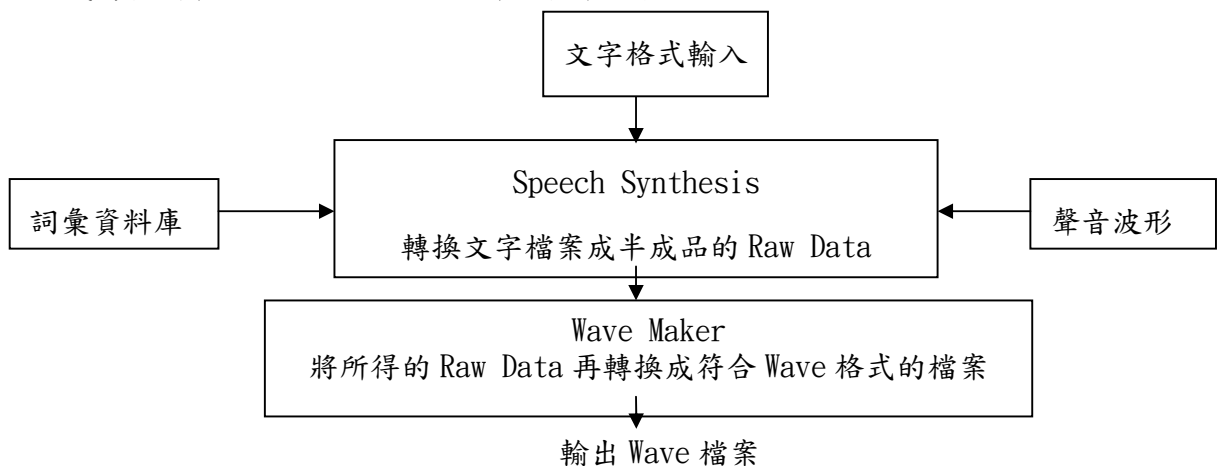 文字格式輸入
Speech Synthesis
詞彙資料庫
聲音波形
轉換文字檔案成半成品的 Raw Data
Wave Maker
將所得的 Raw Data 再轉換成符合 Wave 格式的檔案
輸出 Wave 檔案